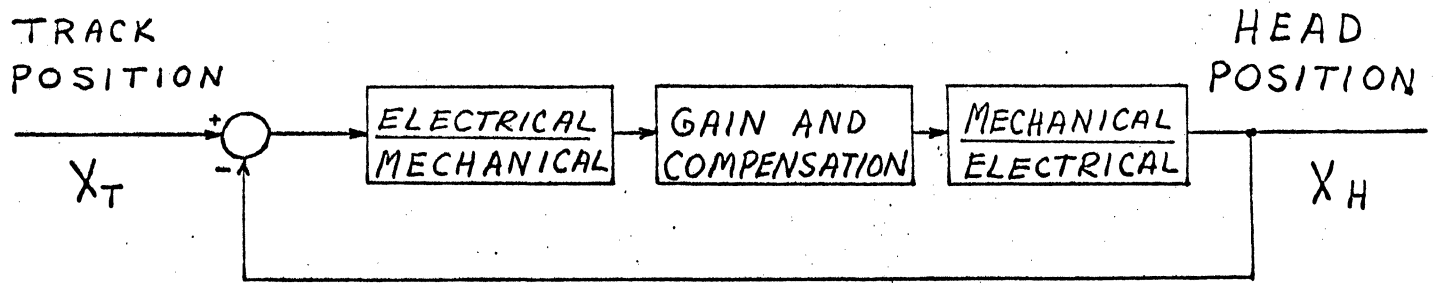 TRACK
POSITION
+
-
X_T
ELECTRICAL
MECHANICAL
GAIN AND
COMPENSATION
MECHANICAL
ELECTRICAL
HEAD
POSITION
X_H